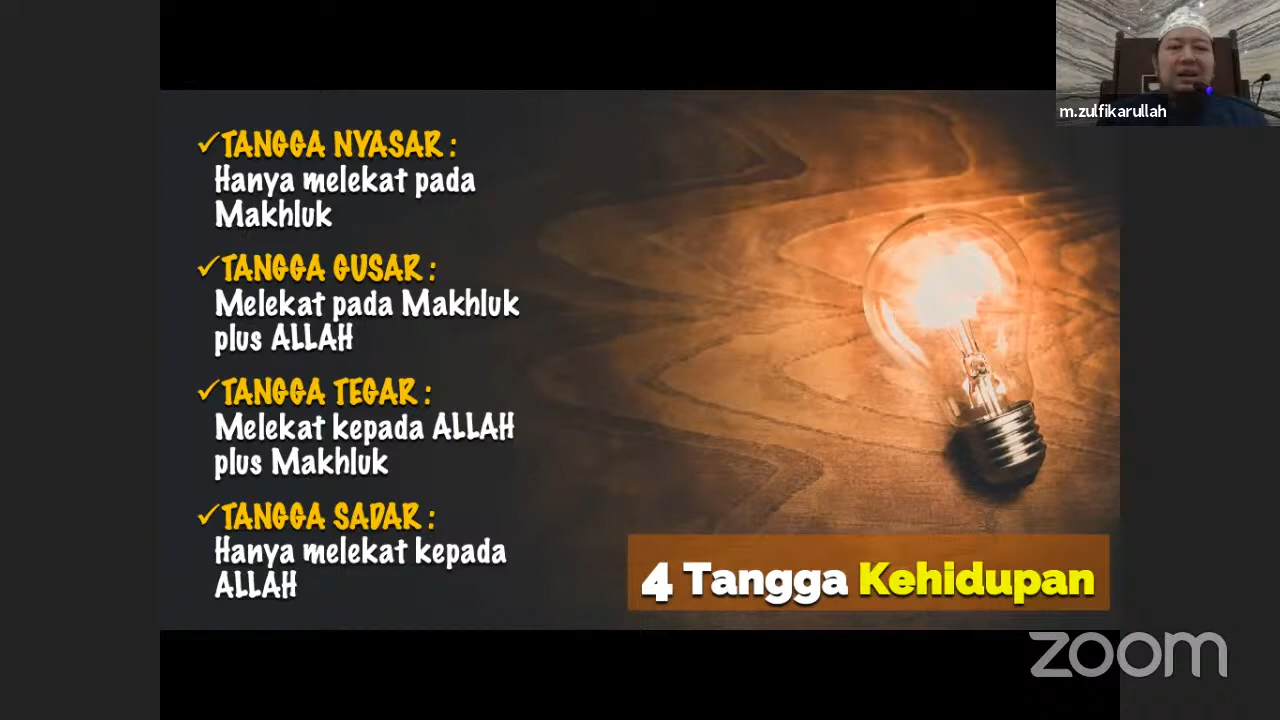 m.zulfikarullah
✓TANGGA NYASAR :
Hanya melekat pada
Makhluk
✓TANGGA GUSAR :
Melekat pada Makhluk
plus ALLAH
✓TANGGA TEGAR :
Melekat kepada ALLAH
plus Makhluk
✓TANGGA SADAR :
Hanya melekat kepada
ALLAH
4 Tangga Kehidupan
zoom